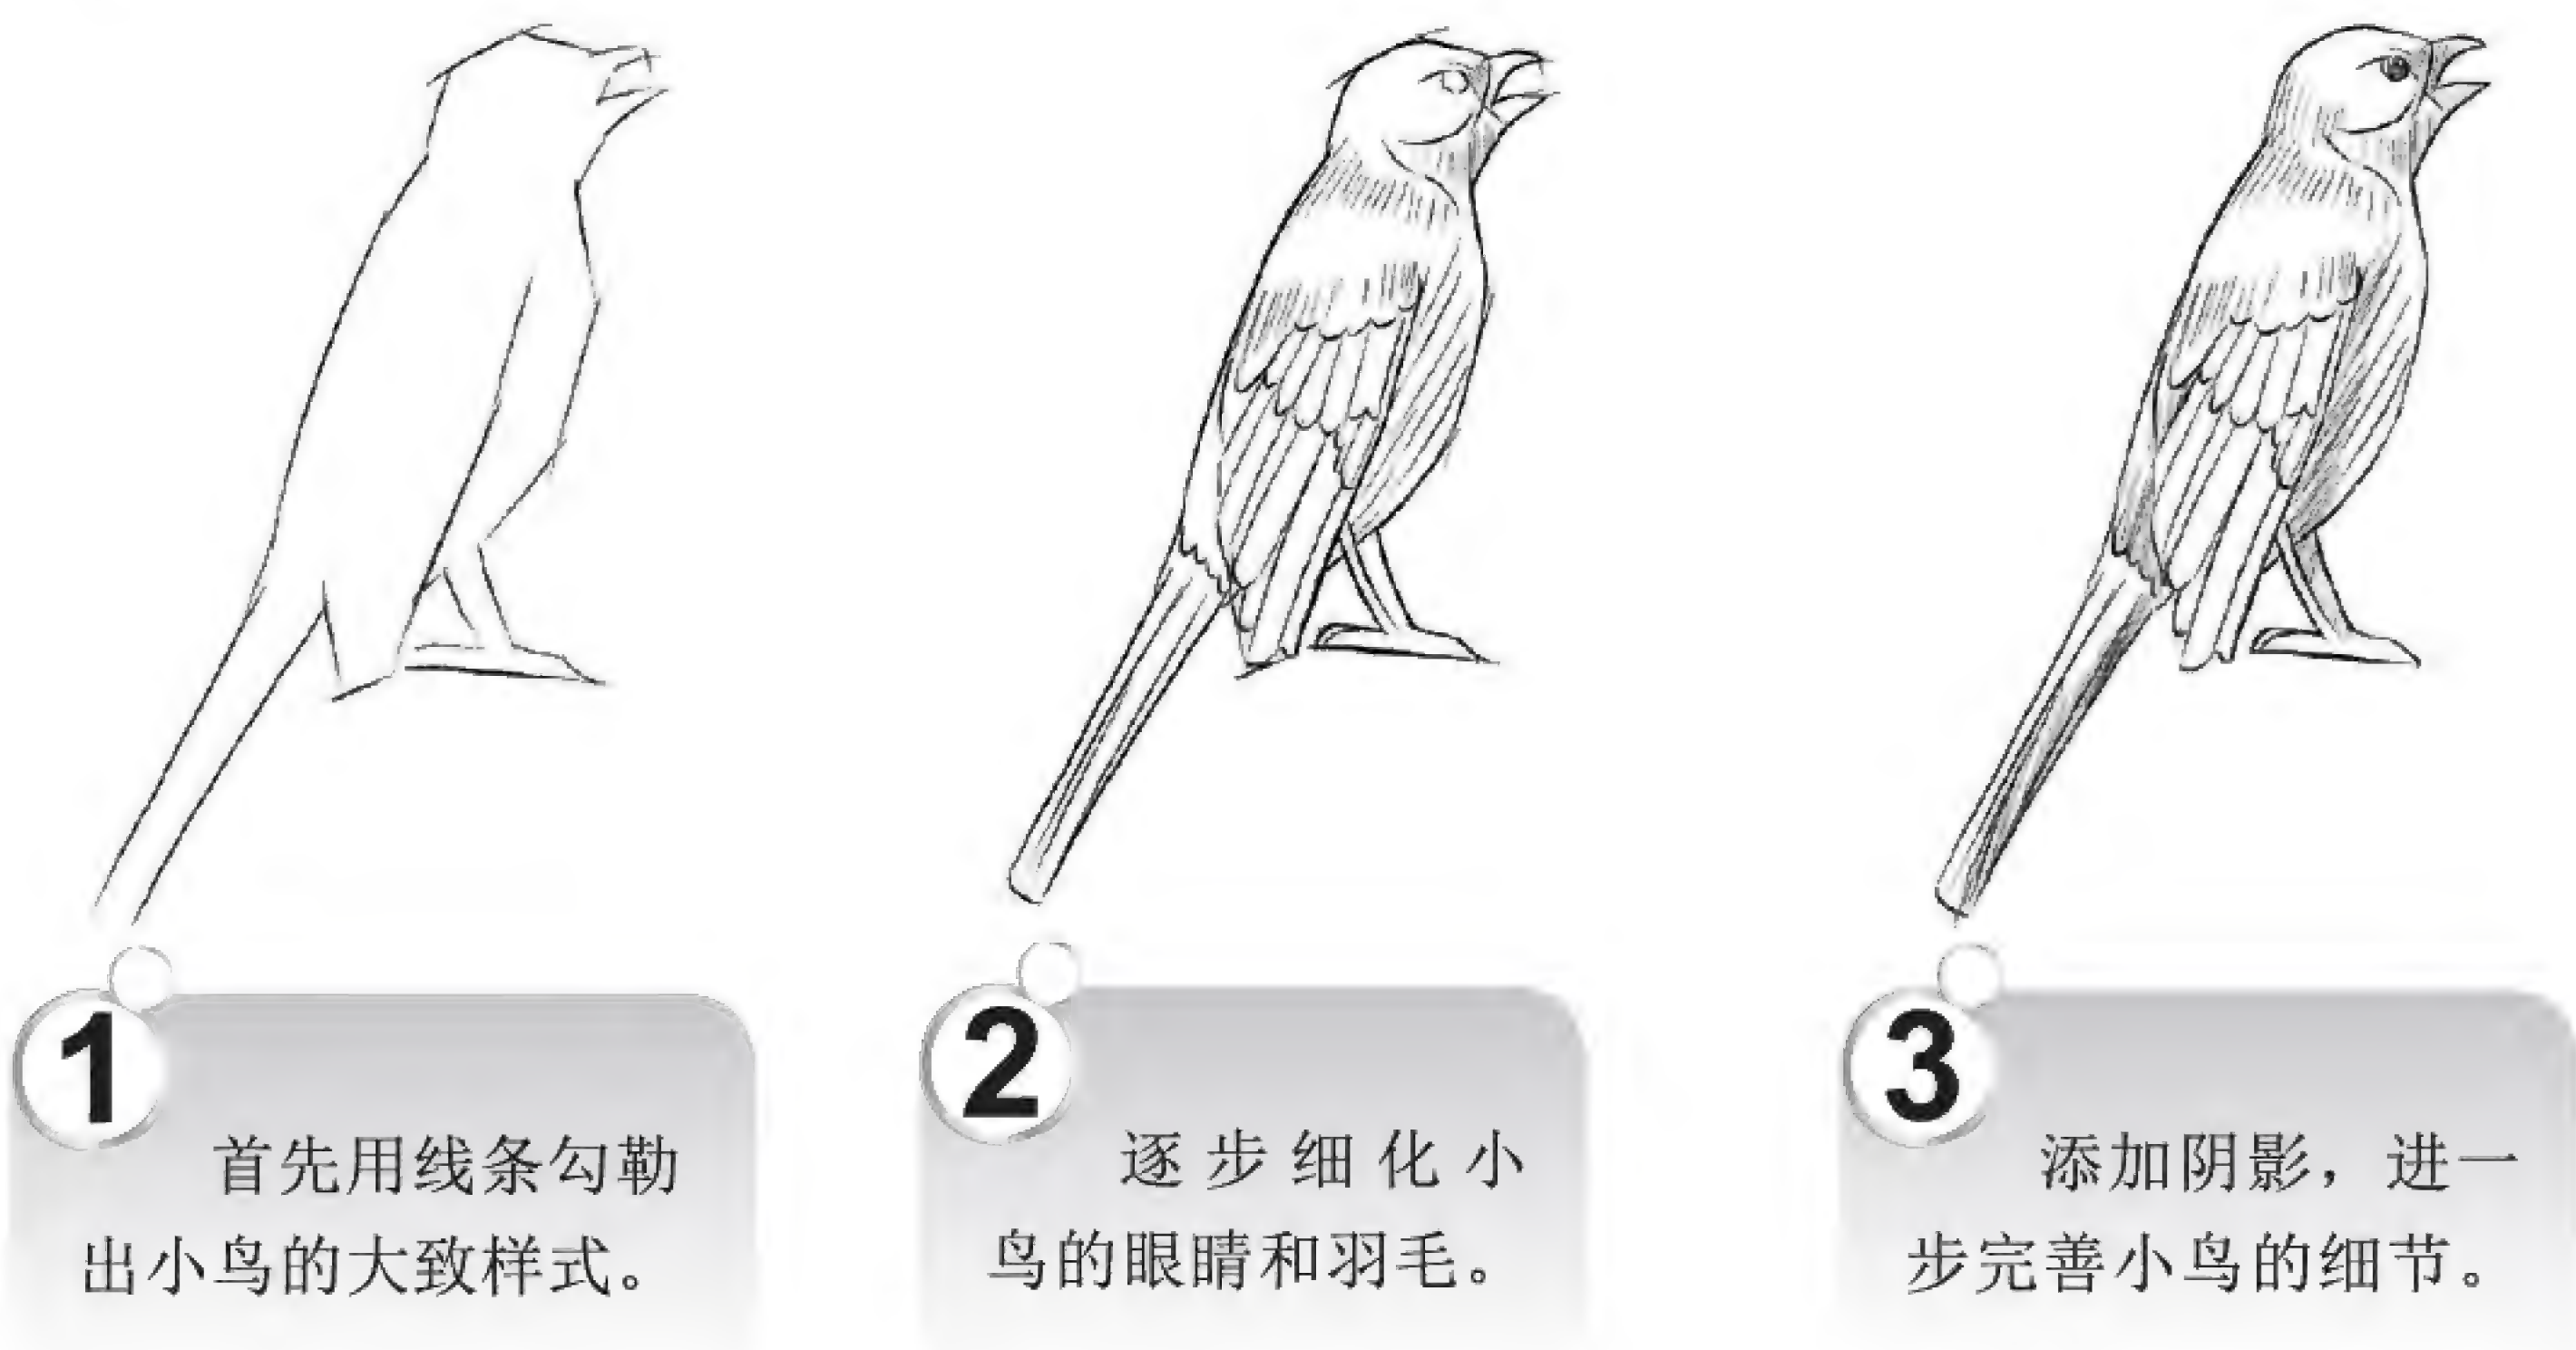 1
首先用线条勾勒
出小鸟的大致样式。
2
逐步细化小
鸟的眼睛和羽毛。
3
添加阴影，进一
步完善小鸟的细节。